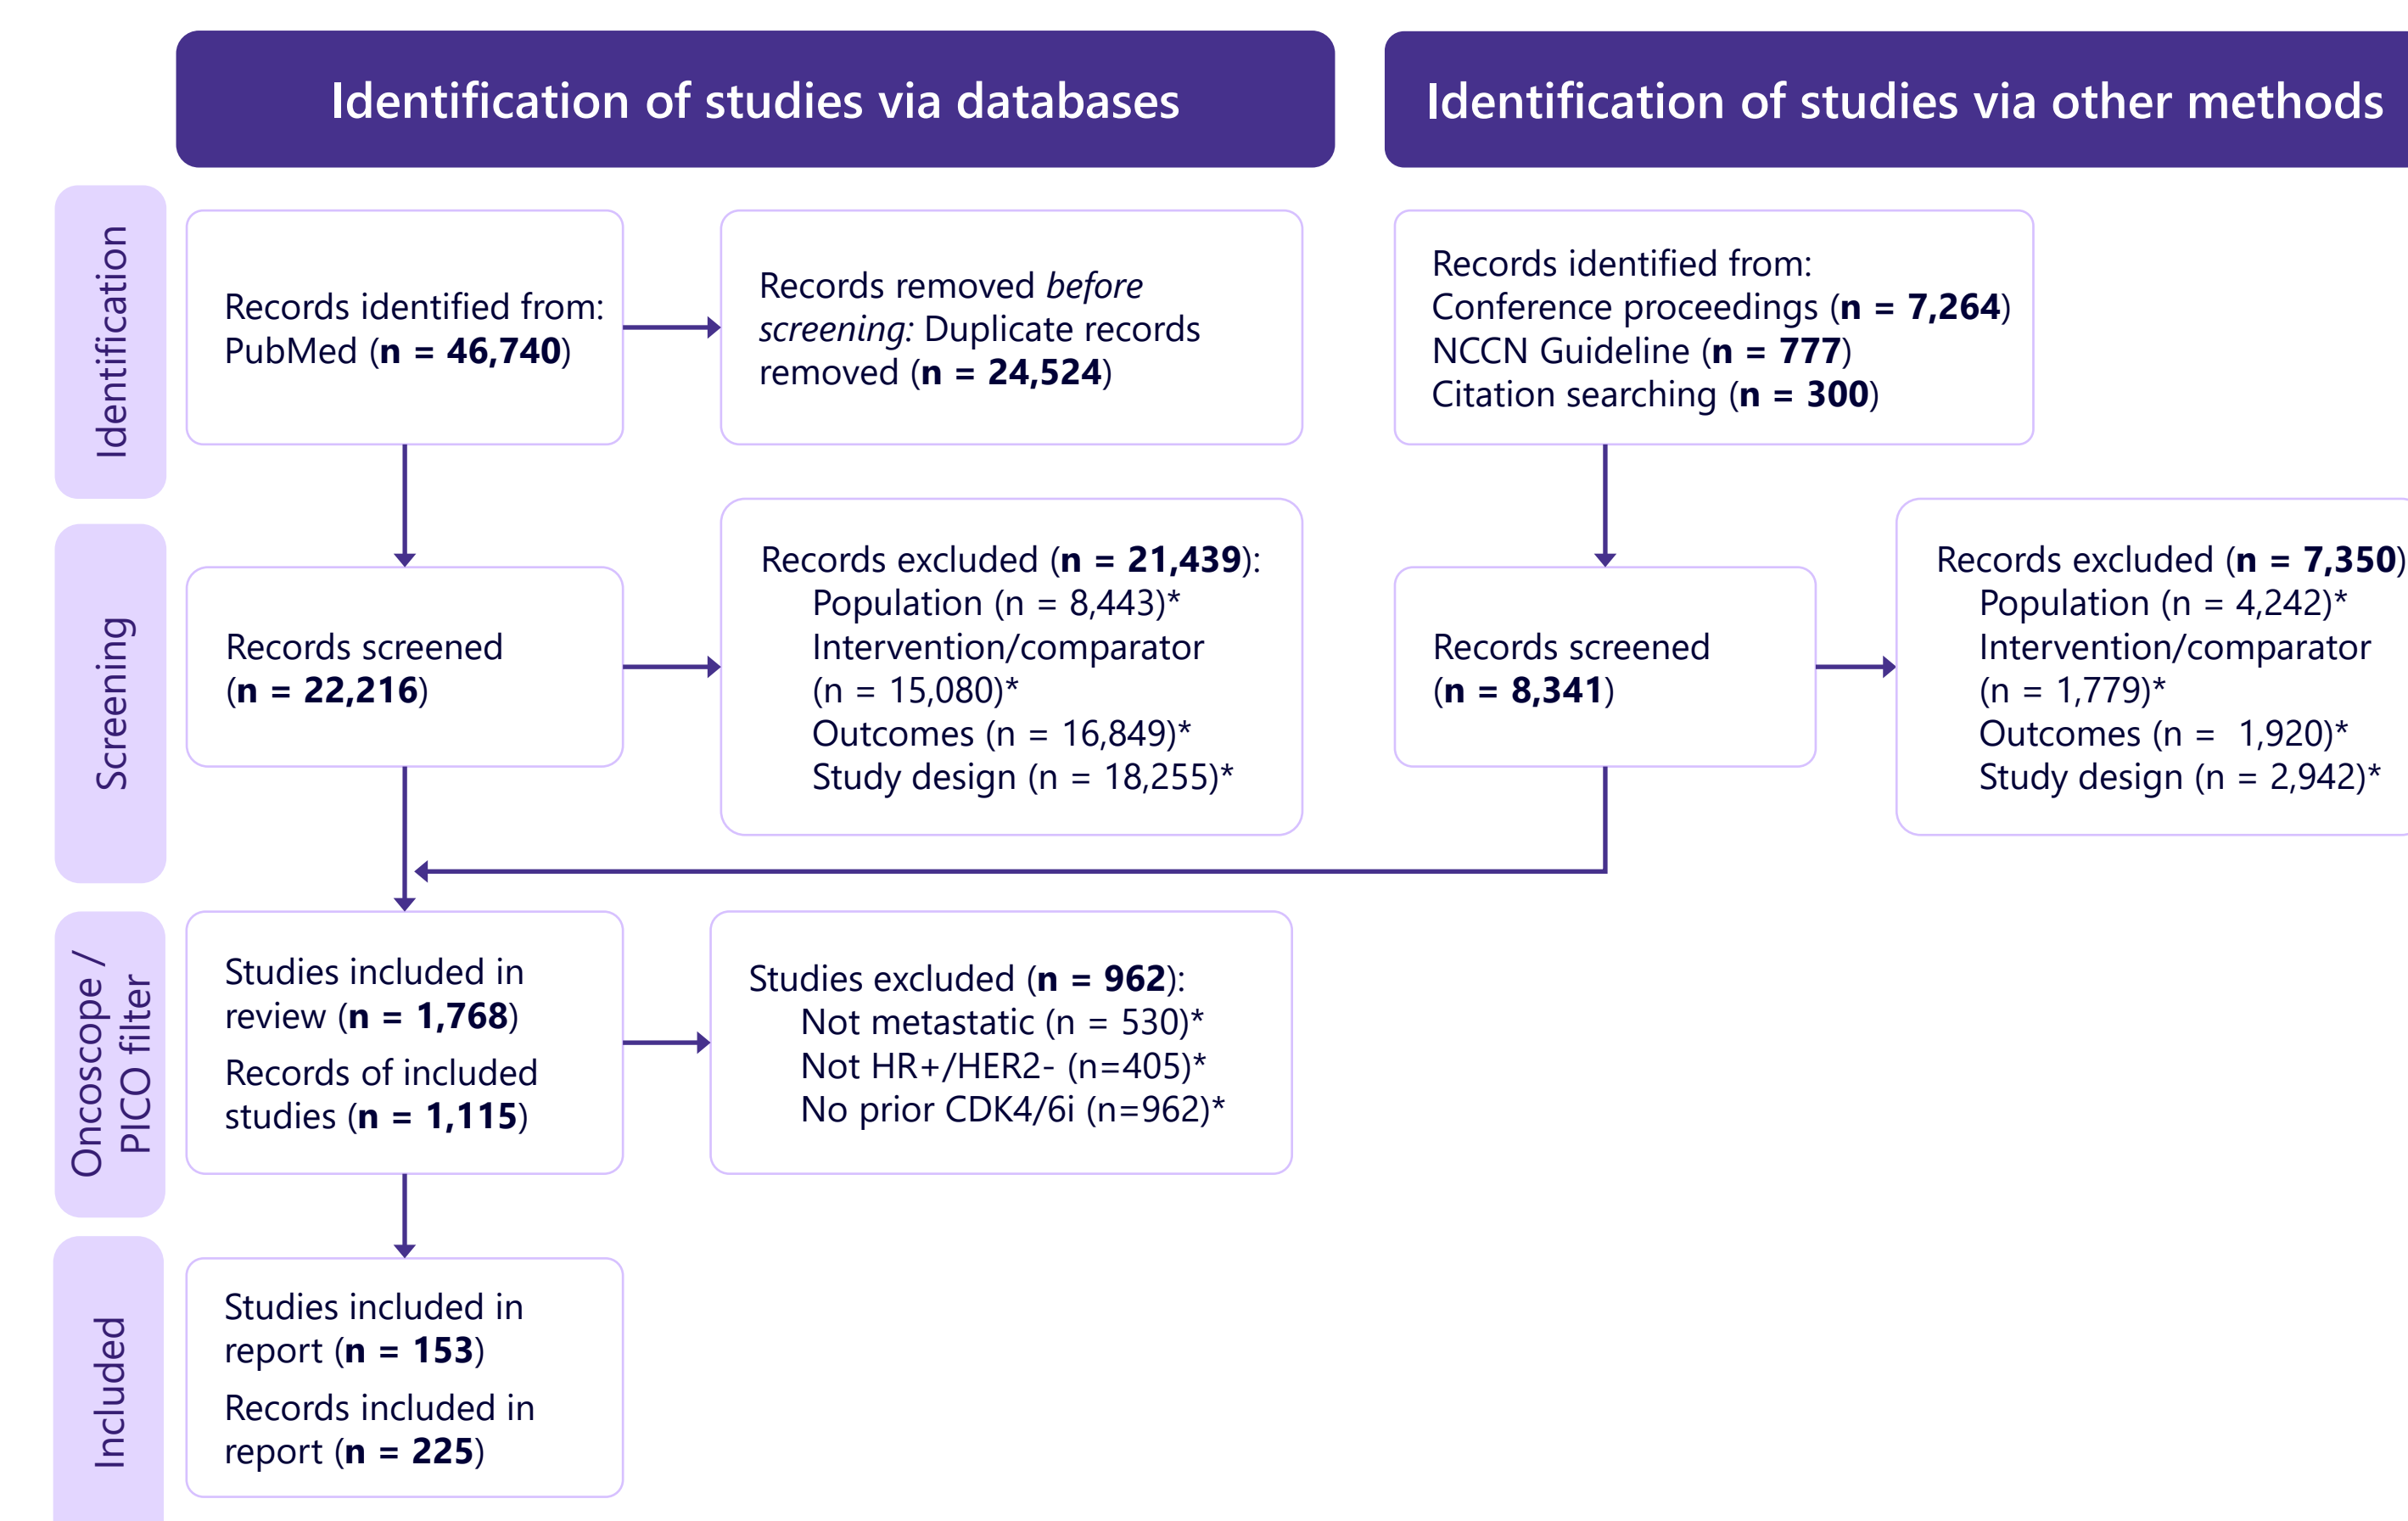 Identification of studies via databases
Identification of studies via other methods
Identification
Records identified from:
PubMed (n = 46,740)
Records removed before
screening: Duplicate records
removed (n = 24,524)
Records identified from:
Conference proceedings (n = 7,264)
NCCN Guideline (n = 777)
Citation searching (n = 300)
Screening
Records screened
(n = 22,216)
Records excluded (n = 21,439):
Population (n = 8,443)*
Intervention/comparator
(n = 15,080)*
Outcomes (n = 16,849)*
Study design (n = 18,255)*
Records screened
(n = 8,341)
Records excluded (n = 7,350)
Population (n = 4,242)*
Intervention/comparator
(n = 1,779)*
Outcomes (n =  1,920)*
Study design (n = 2,942)*
Oncoscope /
PICO filter
Studies included in
review (n = 1,768)
Records of included
studies (n = 1,115)
Studies excluded (n = 962):
Not metastatic (n = 530)*
Not HR+/HER2- (n=405)*
No prior CDK4/6i (n=962)*
Included
Studies included in
report (n = 153)
Records included in
report (n = 225)